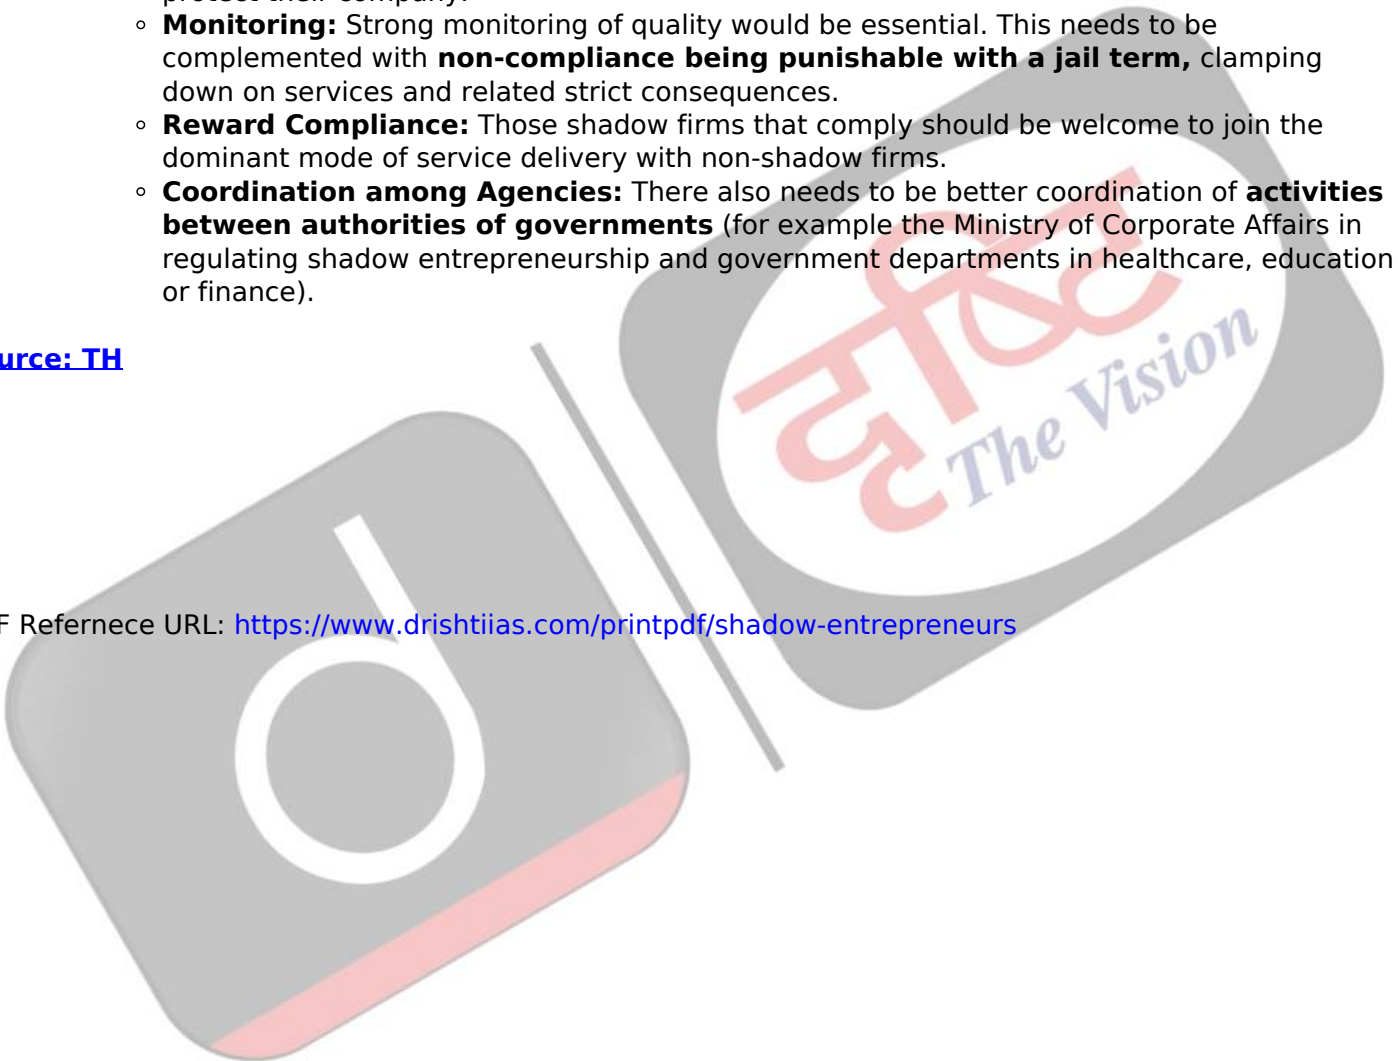 protect their company.
◦ Monitoring: Strong monitoring of quality would be essential. This needs to be
complemented with non-compliance being punishable with a jail term, clamping
down on services and related strict consequences.
◦ Reward Compliance: Those shadow firms that comply should be welcome to join the
dominant mode of service delivery with non-shadow firms.
◦ Coordination among Agencies: There also needs to be better coordination of activities
between authorities of governments (for example the Ministry of Corporate Affairs in
regulating shadow entrepreneurship and government departments in healthcare, education
or finance).
urce: TH
दृष्टि
The Vision
d
F Refernece URL: https://www.drishtiias.com/printpdf/shadow-entrepreneurs